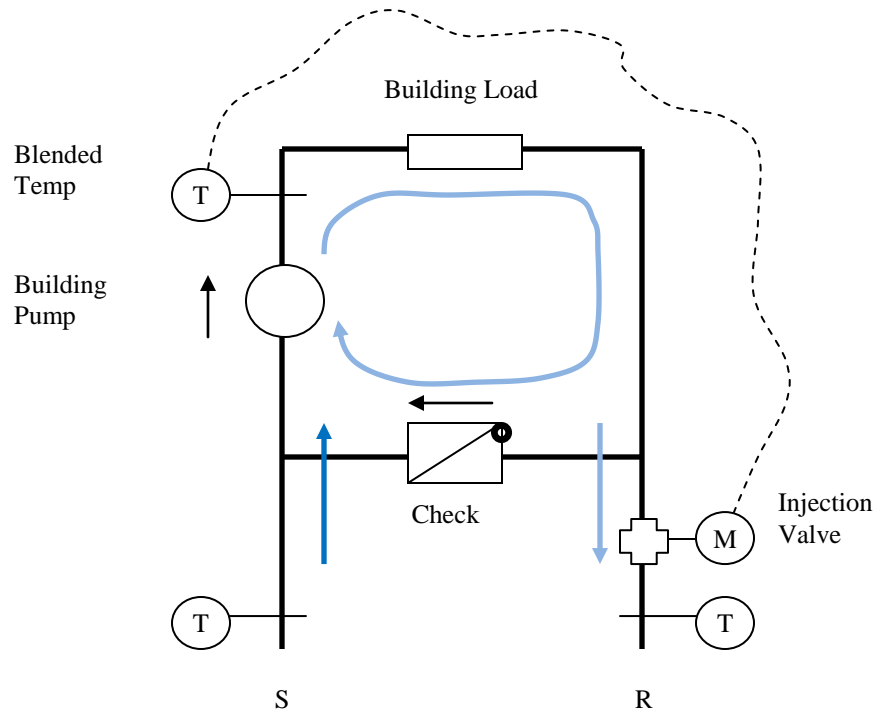 Building Load
Blended
Temp
T
Building
Pump
Check
Injection
Valve
M
T
T
S
R